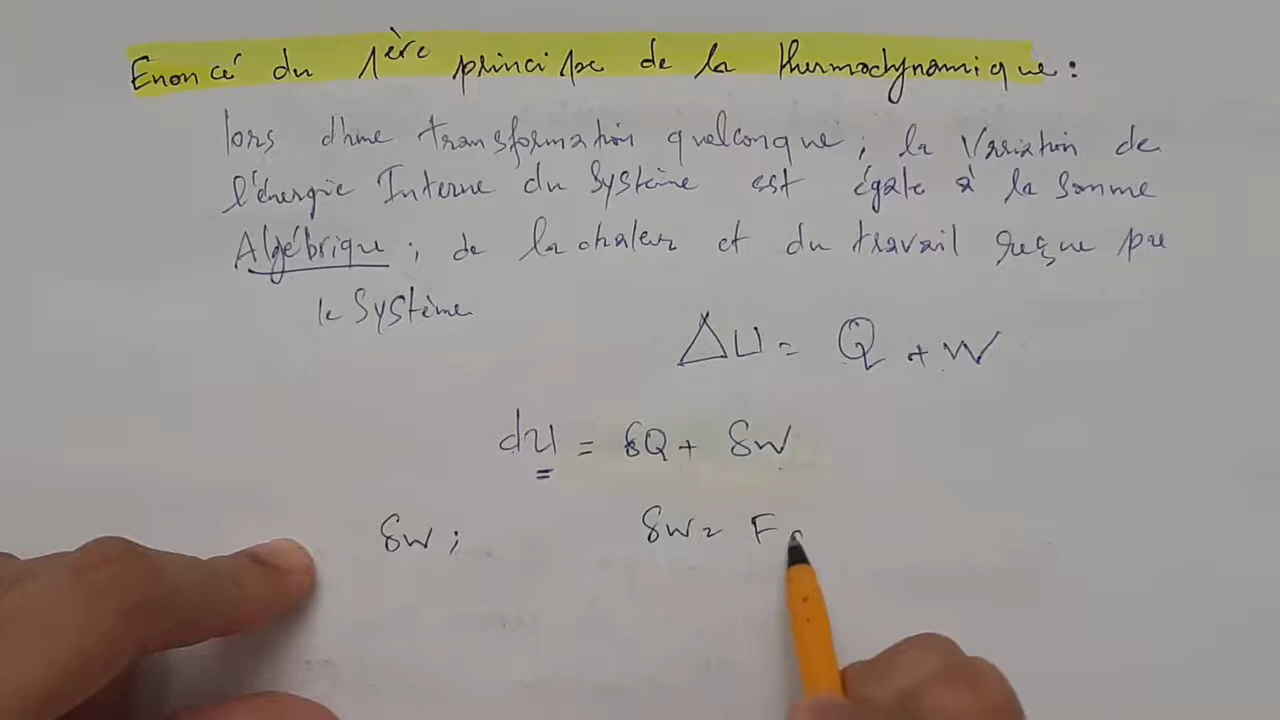 Enoncé du 1ère principe de la thermodynamique :
lors d'une transformation quelconque ; la variation de
l'énergie Interne du Système est égale à la somme
Algébrique ; de la chaleur et du travail reçue par
le Système
ΔU = Q + W
dU = δQ + δW
δW ; δW = F